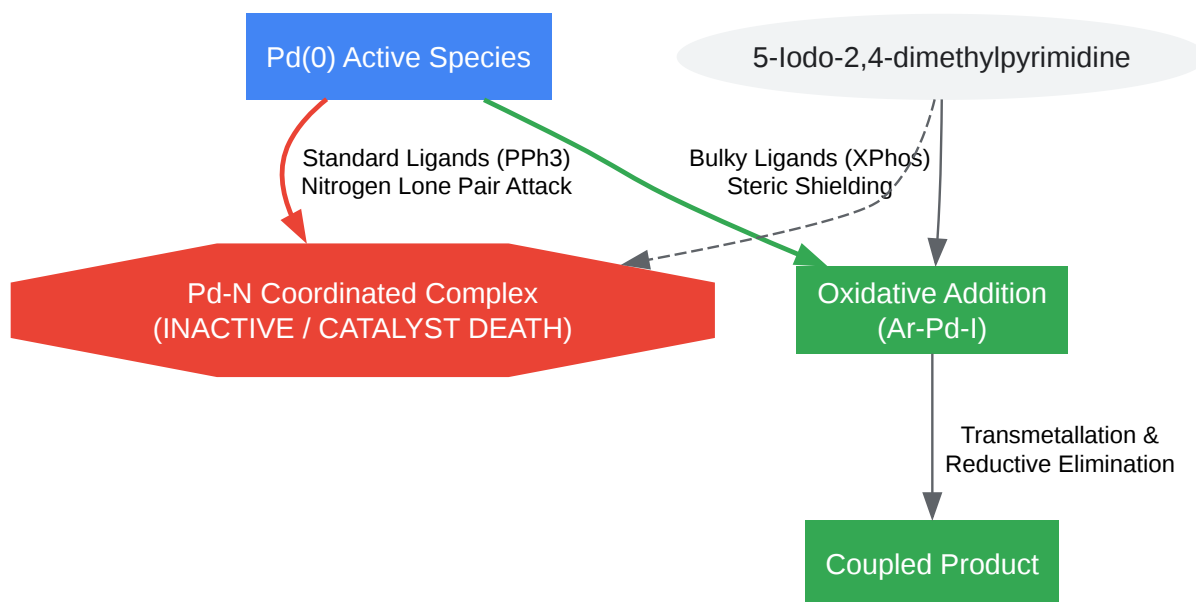 Pd(0) Active Species
5-Iodo-2,4-dimethylpyrimidine
Standard Ligands (PPh3)
Nitrogen Lone Pair Attack
Bulky Ligands (XPhos)
Steric Shielding
Pd-N Coordinated Complex
(INACTIVE / CATALYST DEATH)
Oxidative Addition
(Ar-Pd-I)
Transmetallation &
Reductive Elimination
Coupled Product